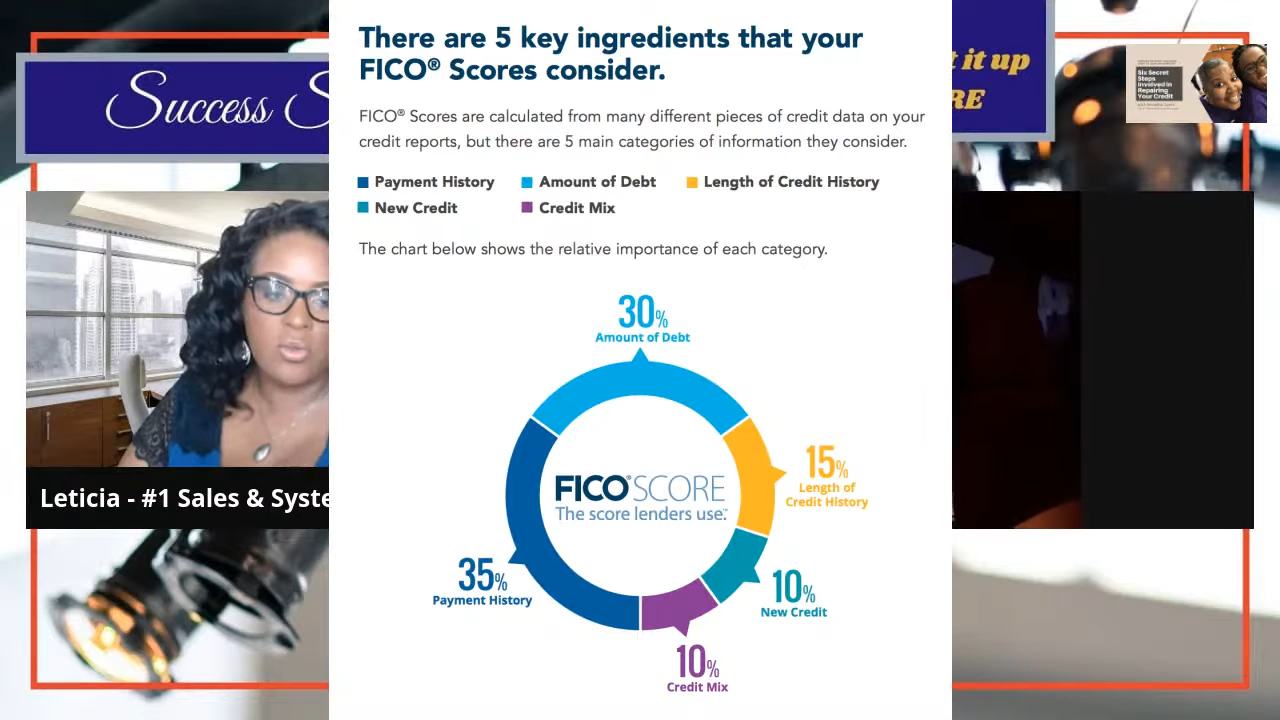 There are 5 key ingredients that your
FICO® Scores consider.
FICO® Scores are calculated from many different pieces of credit data on your
credit reports, but there are 5 main categories of information they consider.
Payment History
Amount of Debt
Length of Credit History
New Credit
Credit Mix
The chart below shows the relative importance of each category.
30%
Amount of Debt
15%
Length of
Credit History
FICO® SCORE
The score lenders use.™
35%
Payment History
10%
New Credit
10%
Credit Mix
Success S
t it up
RE
Six Secret
Steps
Involved in
Repairing
Your Credit
Leticia - #1 Sales & Syste